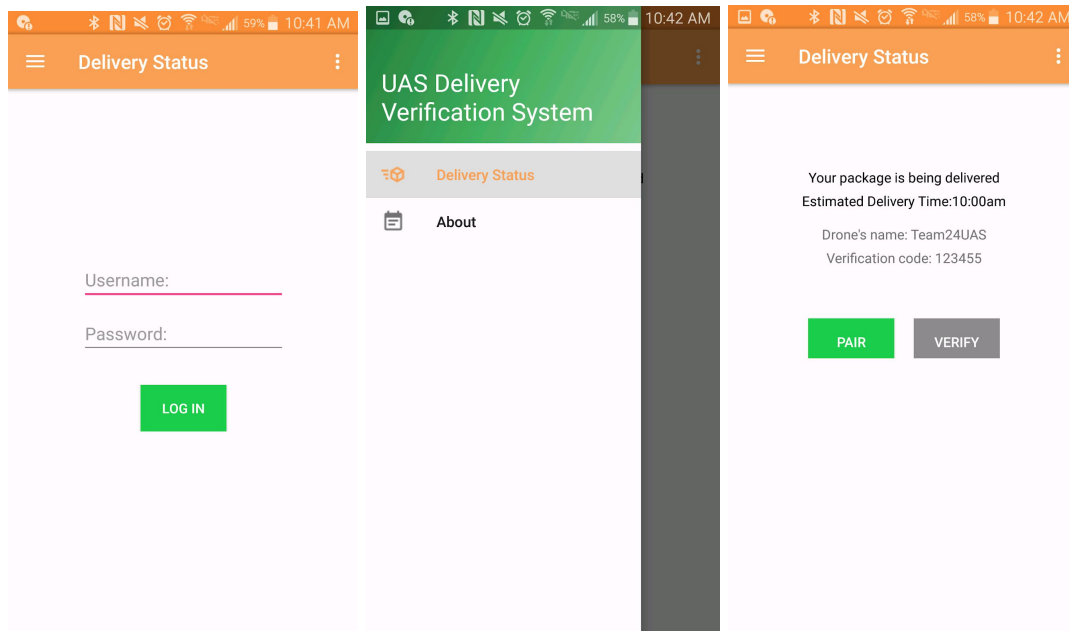 59% 10:41 AM
Delivery Status
Username:
Password:
LOG IN
58% 10:42 AM
UAS Delivery
Verification System
Delivery Status
About
58% 10:42 AM
Delivery Status
Your package is being delivered
Estimated Delivery Time:10:00am
Drone's name: Team24UAS
Verification code: 123455
PAIR
VERIFY